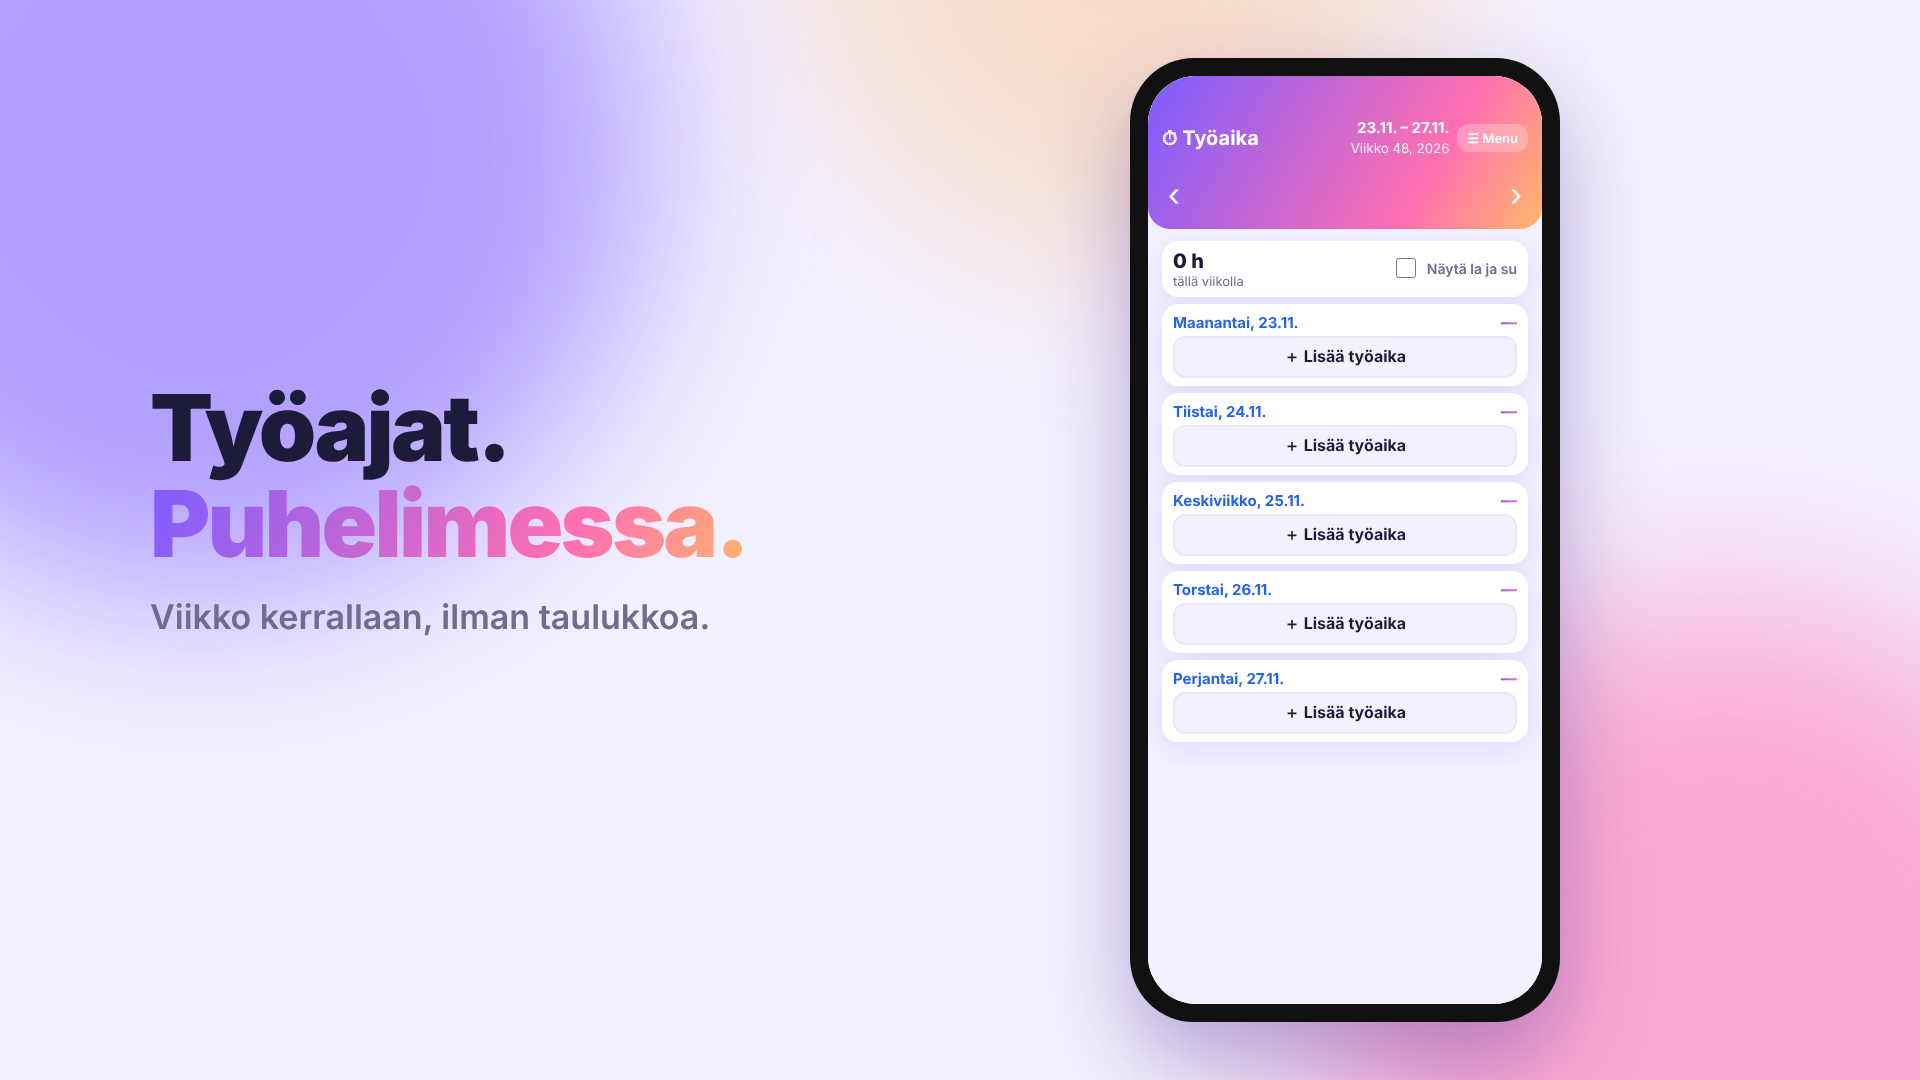 Työajat.
Puhelimessa.
Viikko kerrallaan, ilman taulukkoa.
⏱ Työaika
23.11. – 27.11.
Viikko 48, 2026
☰ Menu
‹ ›
0 h
tällä viikolla
Näytä la ja su
Maanantai, 23.11. —
+ Lisää työaika
Tiistai, 24.11. —
+ Lisää työaika
Keskiviikko, 25.11. —
+ Lisää työaika
Torstai, 26.11. —
+ Lisää työaika
Perjantai, 27.11. —
+ Lisää työaika